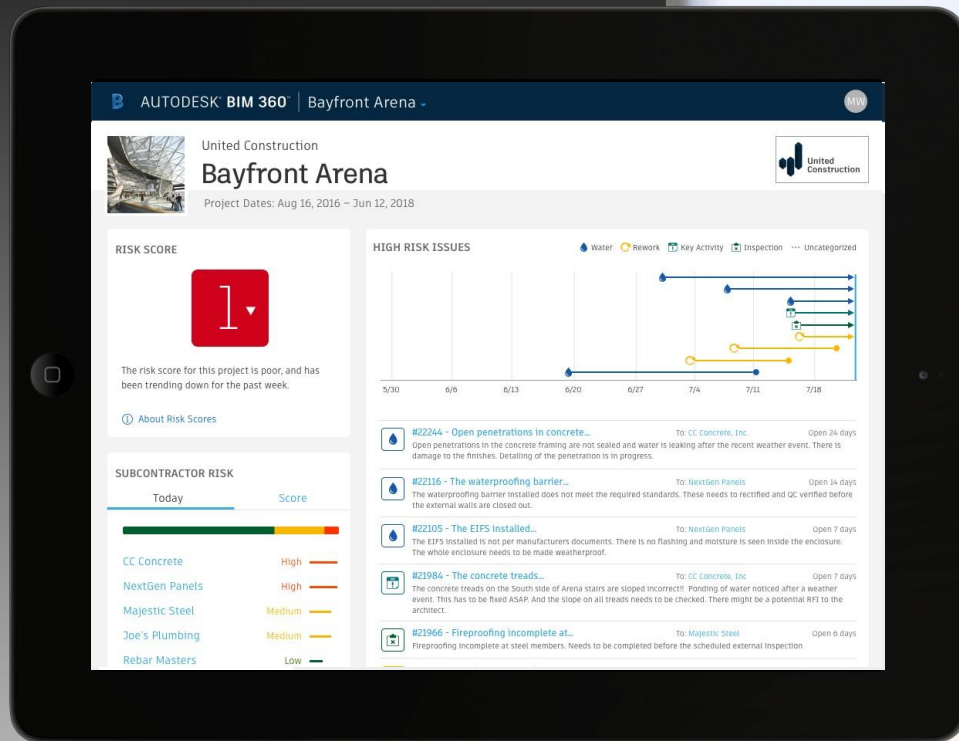 AUTODESK® BIM 360™ | Bayfront Arena
MW
United Construction
Bayfront Arena
Project Dates: Aug 16, 2016 – Jun 12, 2018
United
Construction
RISK SCORE
1
The risk score for this project is poor, and has
been trending down for the past week.
About Risk Scores
SUBCONTRACTOR RISK
Today Score
CC Concrete High
NextGen Panels High
Majestic Steel Medium
Joe's Plumbing Medium
Rebar Masters Low
HIGH RISK ISSUES
Water Rework Key Activity Inspection ··· Uncategorized
5/30 6/6 6/13 6/20 6/27 7/4 7/11 7/18
#22244 - Open penetrations in concrete... To: CC Concrete, Inc. Open 24 days
Open penetrations in the concrete framing are not sealed and water is leaking after the recent weather event. There is
damage to the finishes. Detailing of the penetration is in progress.
#22116 - The waterproofing barrier... To: NextGen Panels Open 14 days
The waterproofing barrier installed does not meet the required standards. These needs to rectified and QC verified before
the external walls are closed out.
#22105 - The EIFS installed... To: NextGen Panels Open 7 days
The EIFS installed is not per manufacturers documents. There is no flashing and moisture is seen inside the enclosure.
The whole enclosure needs to be made weatherproof.
#21984 - The concrete treads... To: CC Concrete, Inc Open 7 days
The concrete treads on the South side of Arena stairs are sloped incorrect!! Ponding of water noticed after a weather
event. This has to be fixed ASAP. And the slope on all treads needs to be checked. There might be a potential RFI to the
architect.
#21966 - Fireproofing incomplete at... To: Majestic Steel Open 6 days
Fireproofing incomplete at steel members. Needs to be completed before the scheduled external inspection